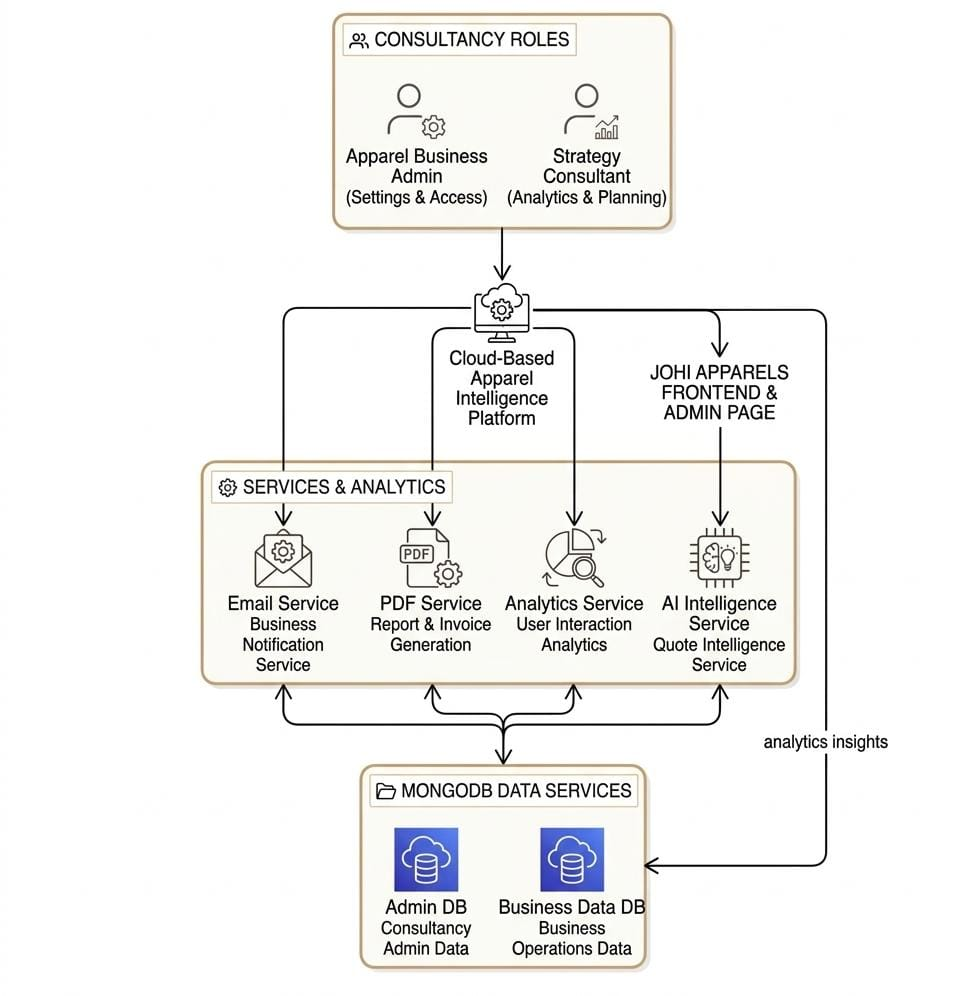 CONSULTANCY ROLES
Apparel Business
Admin
(Settings & Access)
Strategy
Consultant
(Analytics & Planning)
Cloud-Based
Apparel
Intelligence
Platform
JOHI APPARELS
FRONTEND &
ADMIN PAGE
SERVICES & ANALYTICS
Email Service
Business
Notification
Service
PDF
PDF Service
Report & Invoice
Generation
Analytics Service
User Interaction
Analytics
AI Intelligence
Service
Quote Intelligence
Service
analytics insights
MONGODB DATA SERVICES
Admin DB
Consultancy
Admin Data
Business Data DB
Business
Operations Data